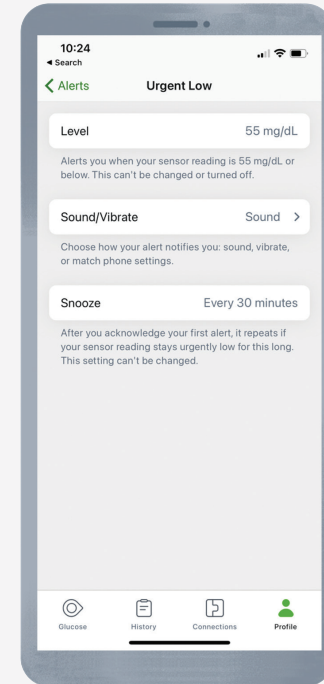 10:24
◀ Search
Alerts
Urgent Low
Level 55 mg/dL
Alerts you when your sensor reading is 55 mg/dL or
below. This can't be changed or turned off.
Sound/Vibrate Sound
Choose how your alert notifies you: sound, vibrate,
or match phone settings.
Snooze Every 30 minutes
After you acknowledge your first alert, it repeats if
your sensor reading stays urgently low for this long.
This setting can't be changed.
Glucose History Connections Profile